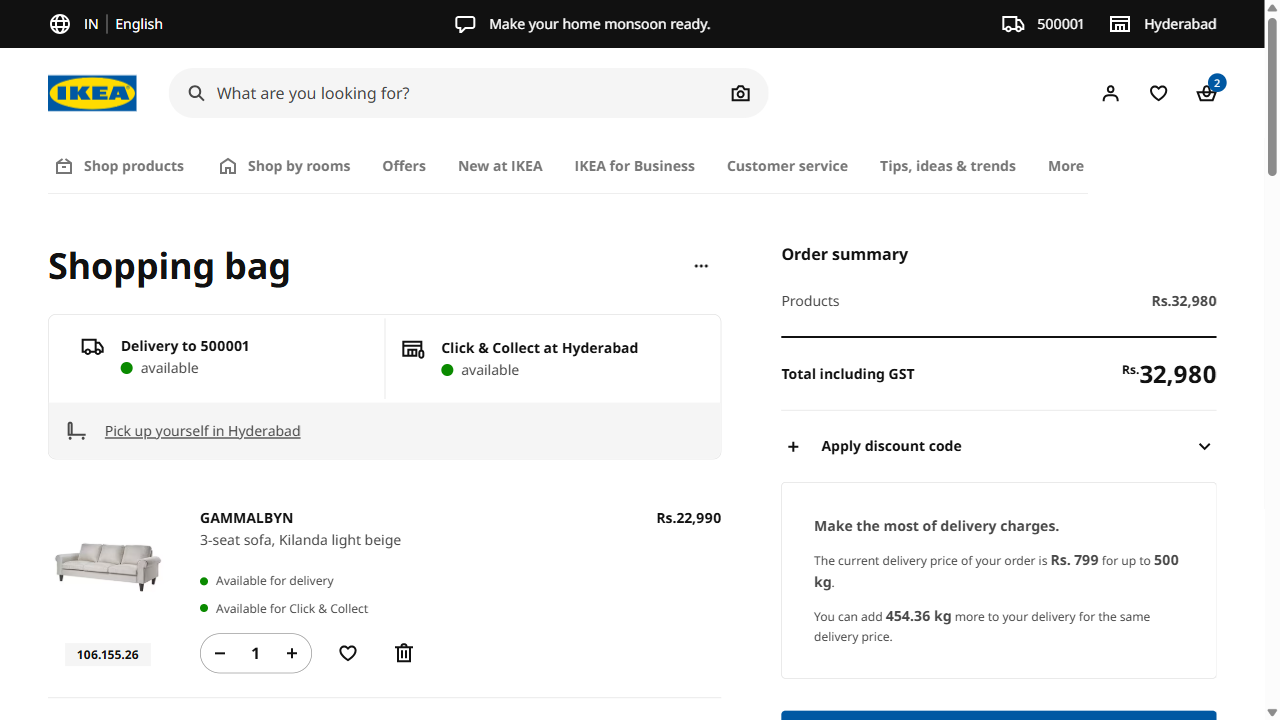 IN English
Make your home monsoon ready.
500001
Hyderabad
IKEA
What are you looking for?
2
Shop products
Shop by rooms
Offers
New at IKEA
IKEA for Business
Customer service
Tips, ideas & trends
More
Shopping bag
Delivery to 500001
available
Click & Collect at Hyderabad
available
Pick up yourself in Hyderabad
GAMMALBYN
Rs.22,990
3-seat sofa, Kilanda light beige
Available for delivery
Available for Click & Collect
106.155.26
1
Order summary
Products Rs.32,980
Total including GST Rs.32,980
Apply discount code
Make the most of delivery charges.
The current delivery price of your order is Rs. 799 for up to 500
kg.
You can add 454.36 kg more to your delivery for the same
delivery price.